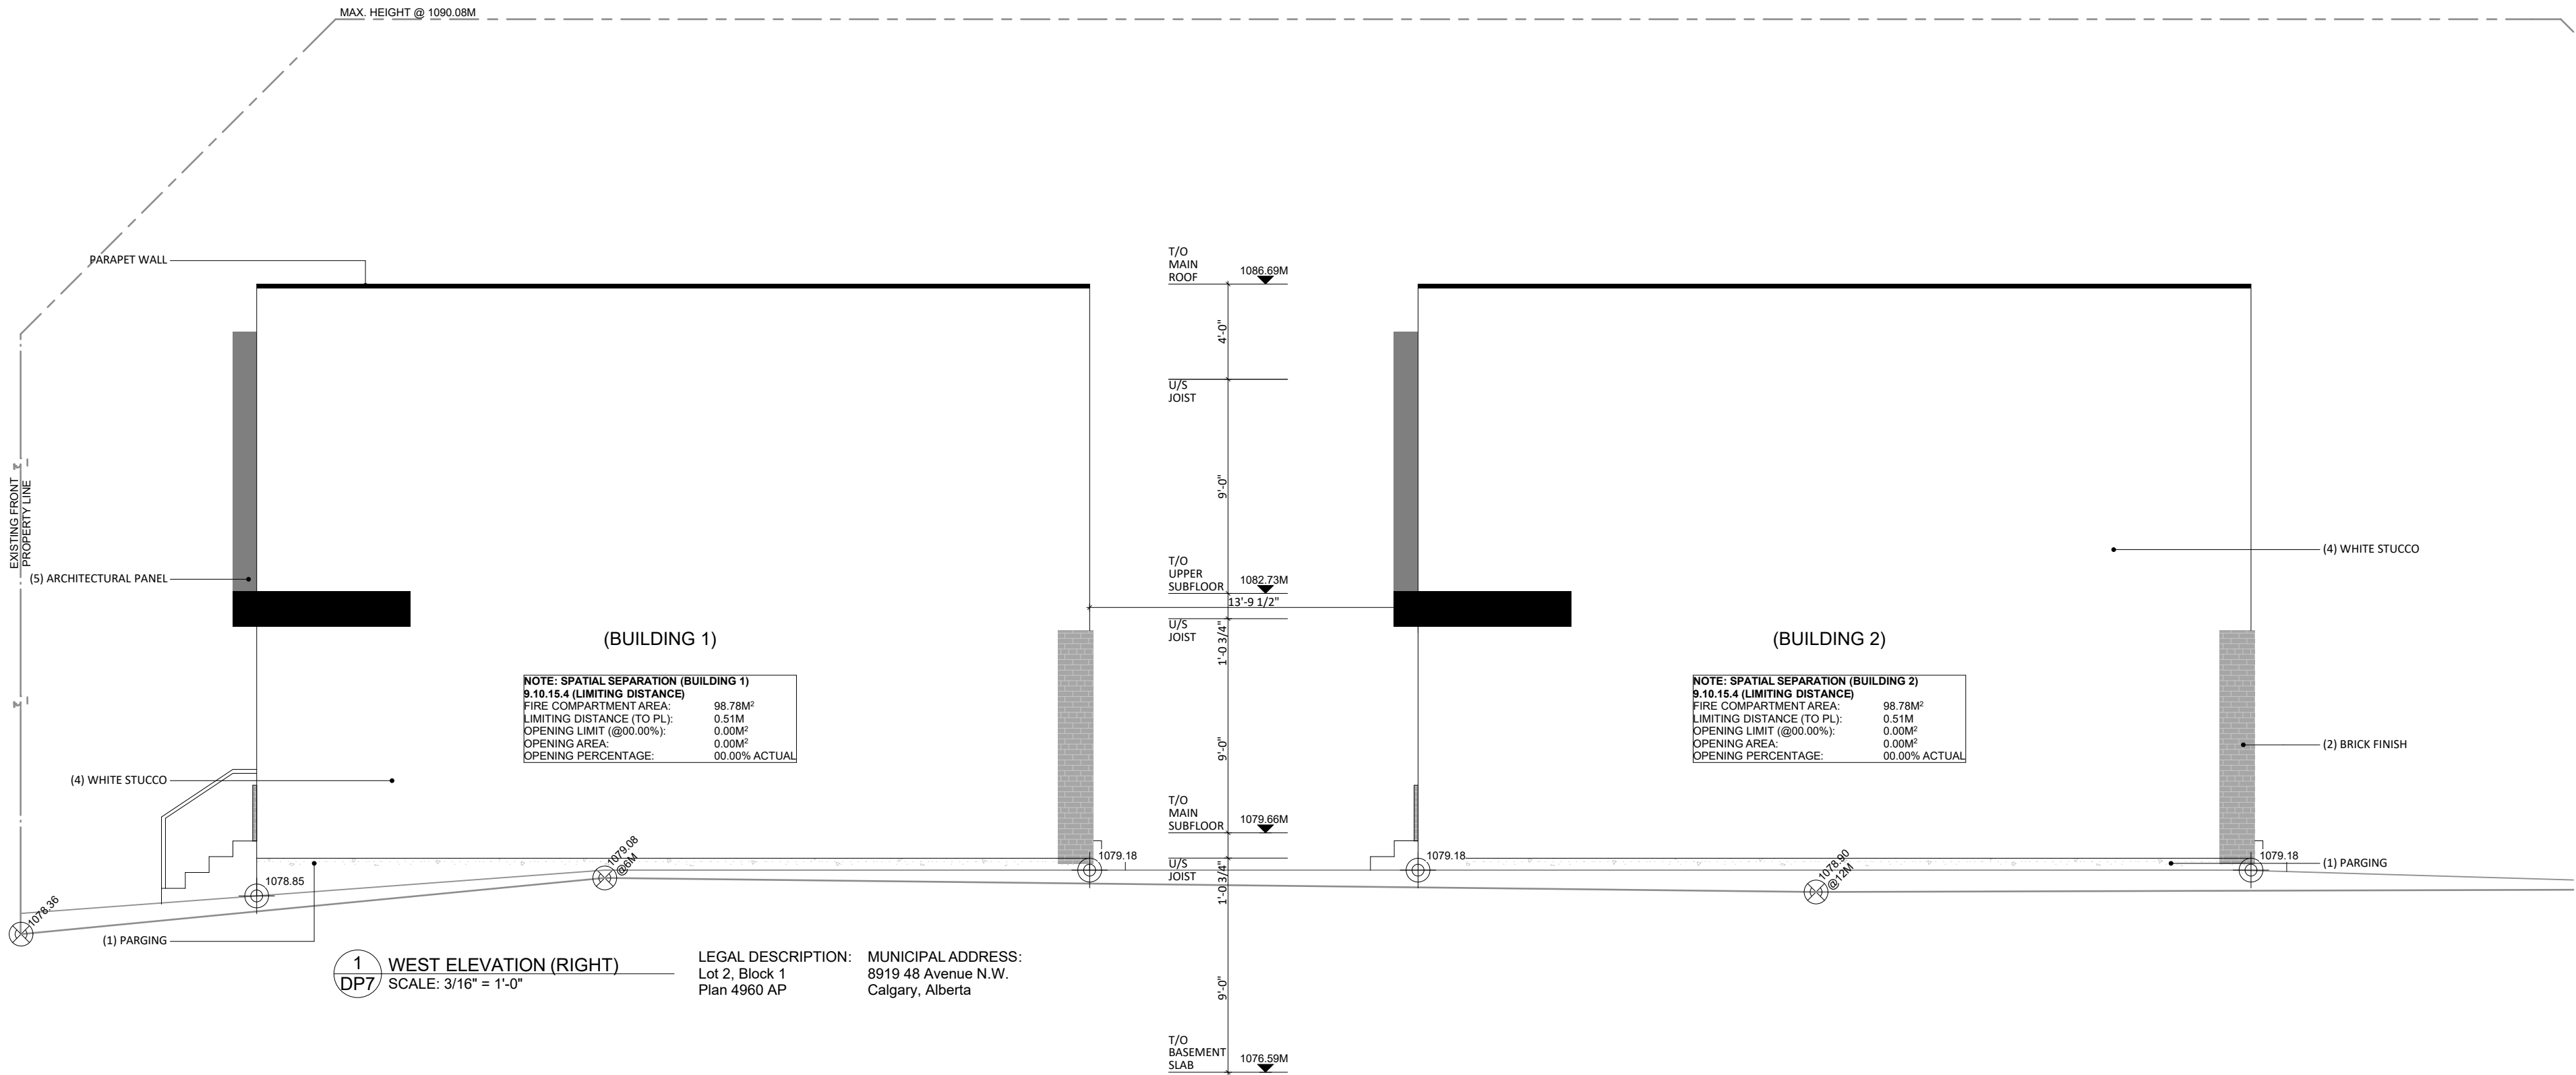 MAX. HEIGHT @ 1090.08M
PARAPET WALL
T/O
MAIN
ROOF
1086.69M
4'-0"
U/S
JOIST
9'-0"
EXISTING FRONT
PROPERTY LINE
(5) ARCHITECTURAL PANEL
T/O
UPPER
SUBFLOOR
1082.73M
13'-9 1/2"
U/S
JOIST
1'-0 3/4"
(4) WHITE STUCCO
(BUILDING 1)
(BUILDING 2)
NOTE: SPATIAL SEPARATION (BUILDING 1)
9.10.15.4 (LIMITING DISTANCE)
FIRE COMPARTMENT AREA: 98.78M²
LIMITING DISTANCE (TO PL): 0.51M
OPENING LIMIT (@00.00%): 0.00M²
OPENING AREA: 0.00M²
OPENING PERCENTAGE: 00.00% ACTUAL
NOTE: SPATIAL SEPARATION (BUILDING 2)
9.10.15.4 (LIMITING DISTANCE)
FIRE COMPARTMENT AREA: 98.78M²
LIMITING DISTANCE (TO PL): 0.51M
OPENING LIMIT (@00.00%): 0.00M²
OPENING AREA: 0.00M²
OPENING PERCENTAGE: 00.00% ACTUAL
9'-0"
(2) BRICK FINISH
(4) WHITE STUCCO
T/O
MAIN
SUBFLOOR
1079.66M
1079.08
@6M
1079.18
U/S
JOIST
1'-0 3/4"
1079.18
1078.90
@12M
1079.18
(1) PARGING
1078.85
1078.36
(1) PARGING
1
DP7
WEST ELEVATION (RIGHT)
SCALE: 3/16" = 1'-0"
LEGAL DESCRIPTION:
Lot 2, Block 1
Plan 4960 AP
MUNICIPAL ADDRESS:
8919 48 Avenue N.W.
Calgary, Alberta
9'-0"
T/O
BASEMENT
SLAB
1076.59M